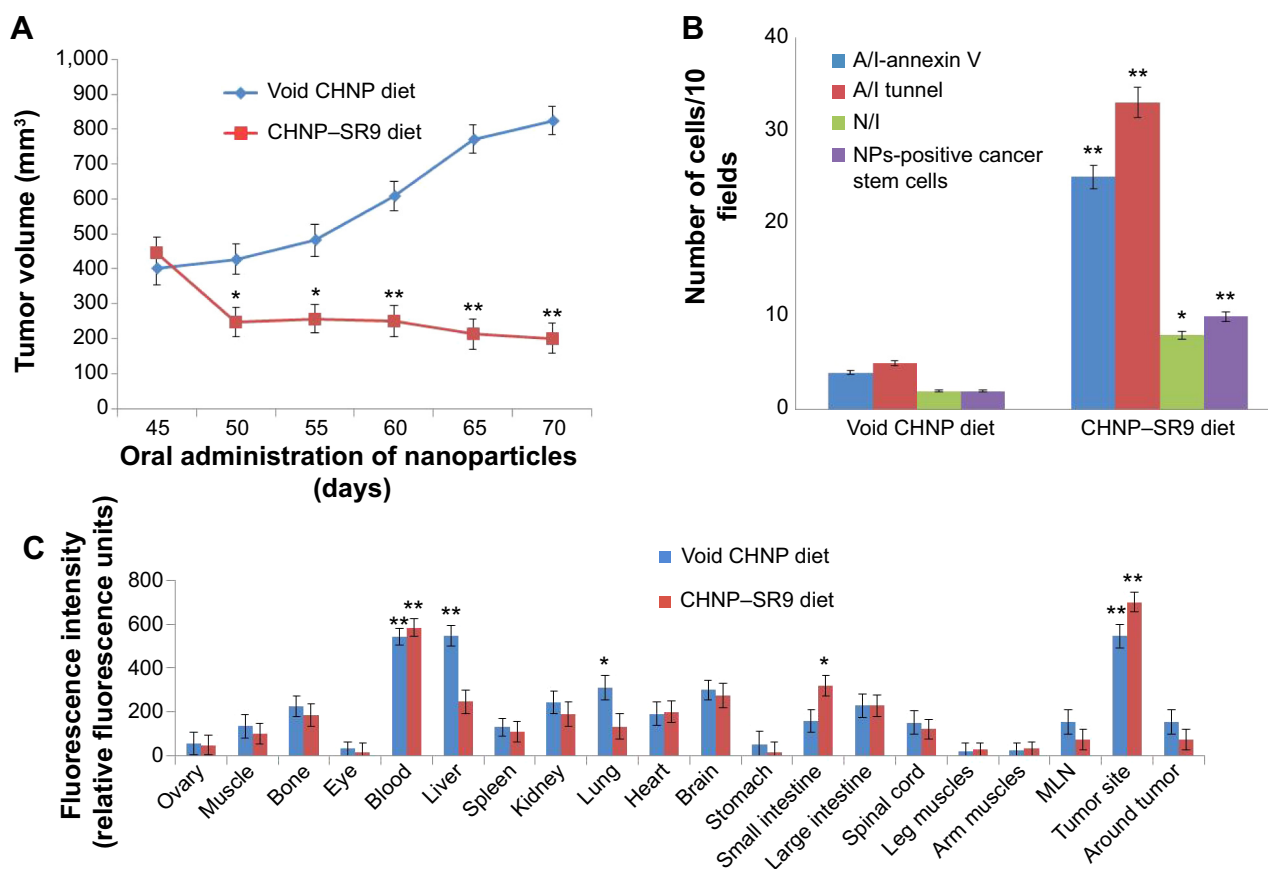 A
1,000
900
800
700
600
500
400
300
200
100
0
Tumor volume (mm³)
Void CHNP diet
CHNP–SR9 diet
*
*
**
**
**
45 50 55 60 65 70
Oral administration of nanoparticles
(days)
B
40
30
20
10
0
Number of cells/10
fields
A/I-annexin V
A/I tunnel
N/I
NPs-positive cancer
stem cells
**
**
*
**
Void CHNP diet CHNP–SR9 diet
C
Fluorescence intensity
(relative fluorescence units)
Void CHNP diet
CHNP–SR9 diet
800
600
400
200
0
**
**
**
*
*
**
**
Ovary
Muscle
Bone
Eye
Blood
Liver
Spleen
Kidney
Lung
Heart
Brain
Stomach
Small intestine
Large intestine
Spinal cord
Leg muscles
Arm muscles
MLN
Tumor site
Around tumor